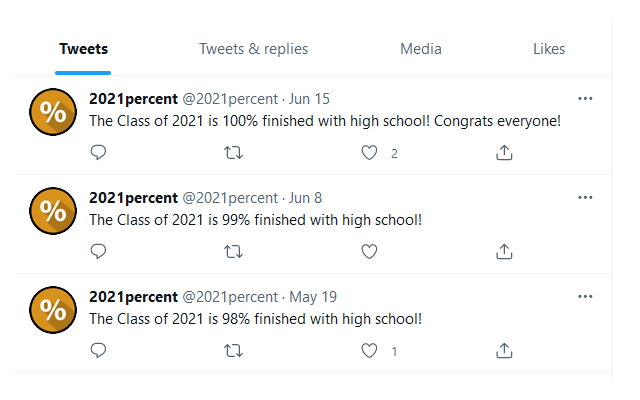 Tweets Tweets & replies Media Likes
%
2021percent @2021percent · Jun 15
The Class of 2021 is 100% finished with high school! Congrats everyone!
2
%
2021percent @2021percent · Jun 8
The Class of 2021 is 99% finished with high school!
%
2021percent @2021percent · May 19
The Class of 2021 is 98% finished with high school!
1